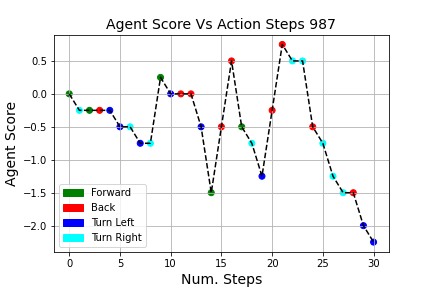 Agent Score Vs Action Steps 987
Agent Score
0.5
0.0
−0.5
−1.0
−1.5
−2.0
Forward
Back
Turn Left
Turn Right
0 5 10 15 20 25 30
Num. Steps